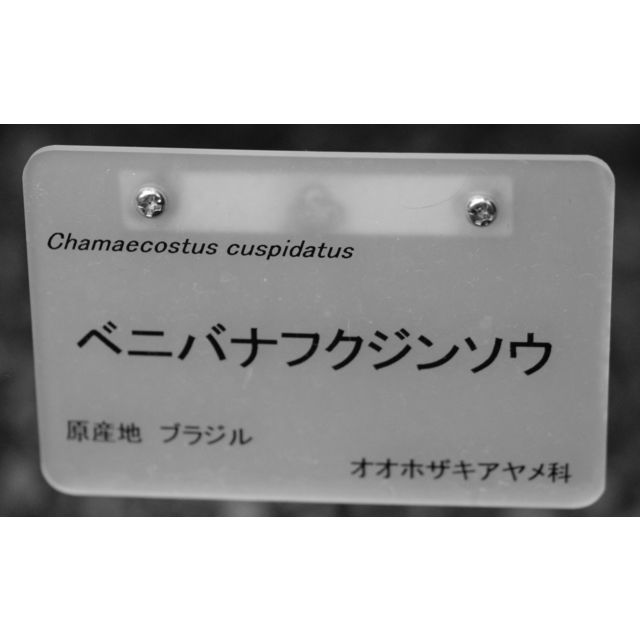 Chamaecostus cuspidatus
ベニバナフクジンソウ
原産地 ブラジル
オオホザキアヤメ科